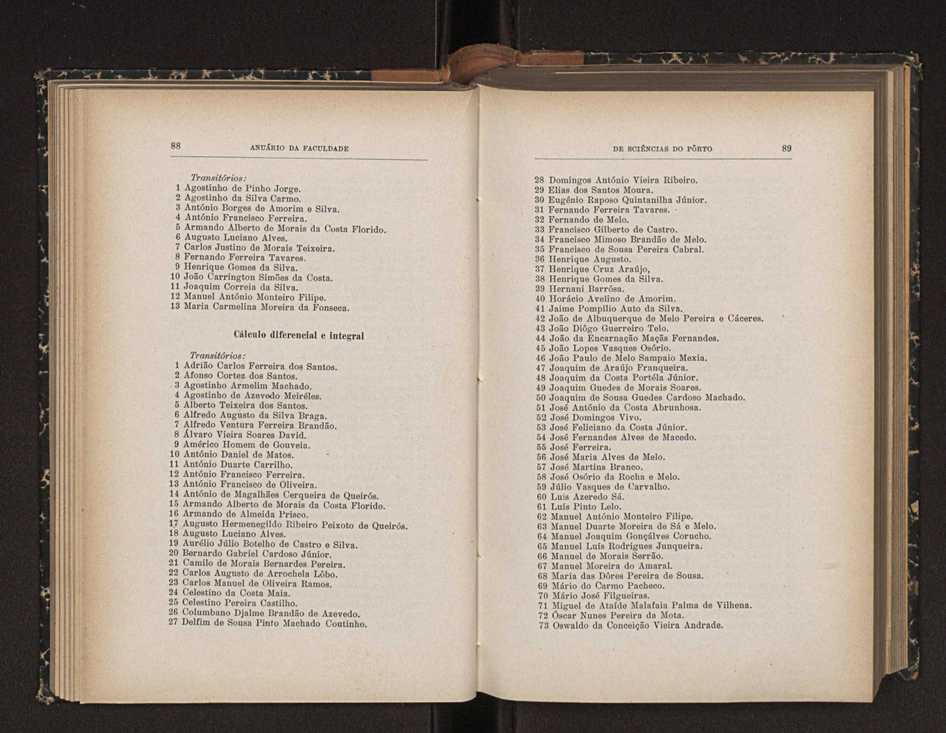 88 ANUÁRIO DA FACULDADE
Transitórios:
1 Agostinho de Pinho Jorge.
2 Agostinho da Silva Carmo.
3 António Borges de Amorim e Silva.
4 António Francisco Ferreira.
5 Armando Alberto de Morais da Costa Florido.
6 Augusto Luciano Alves.
7 Carlos Justino de Morais Teixeira.
8 Fernando Ferreira Tavares.
9 Henrique Gomes da Silva.
10 João Carrington Simões da Costa.
11 Joaquim Correia da Silva.
12 Manuel António Monteiro Filipe.
13 Maria Carmelina Moreira da Fonseca.
Cálculo diferencial e integral
Transitórios:
1 Adrião Carlos Ferreira dos Santos.
2 Afonso Cortez dos Santos.
3 Agostinho Armelim Machado.
4 Agostinho de Azevedo Meiréles.
5 Alberto Teixeira dos Santos.
6 Alfredo Augusto da Silva Braga.
7 Alfredo Ventura Ferreira Brandão.
8 Álvaro Vieira Soares David.
9 Américo Homem de Gouveia.
10 António Daniel de Matos.
11 António Duarte Carrilho.
12 António Francisco Ferreira.
13 António Francisco de Oliveira.
14 António de Magalhães Cerqueira de Queirós.
15 Armando Alberto de Morais da Costa Florido.
16 Armando de Almeida Prisco.
17 Augusto Hermenegildo Ribeiro Peixoto de Queirós.
18 Augusto Luciano Alves.
19 Aurélio Júlio Botelho de Castro e Silva.
20 Bernardo Gabriel Cardoso Júnior.
21 Camilo de Morais Bernardes Pereira.
22 Carlos Augusto de Arrochela Lôbo.
23 Carlos Manuel de Oliveira Ramos.
24 Celestino da Costa Maia.
25 Celestino Pereira Castilho.
26 Columbano Djalme Brandão de Azevedo.
27 Delfim de Sousa Pinto Machado Coutinho.
DE SCIÊNCIAS DO PÔRTO 89
28 Domingos António Vieira Ribeiro.
29 Elias dos Santos Moura.
30 Eugénio Raposo Quintanilha Júnior.
31 Fernando Ferreira Tavares.
32 Fernando de Melo.
33 Francisco Gilberto de Castro.
34 Francisco Mimoso Brandão de Melo.
35 Francisco de Sousa Pereira Cabral.
36 Henrique Augusto.
37 Henrique Cruz Araújo,
38 Henrique Gomes da Silva.
39 Hernani Barrósa.
40 Horácio Avelino de Amorim.
41 Jaime Pompílio Auto da Silva.
42 João de Albuquerque de Melo Pereira e Cáceres.
43 João Diôgo Guerreiro Telo.
44 João da Encarnação Maças Fernandes.
45 João Lopes Vasques Osório.
46 João Paulo de Melo Sampaio Mexia.
47 Joaquim de Araújo Franqueira.
48 Joaquim da Costa Portéla Júnior.
49 Joaquim Guedes de Morais Soares.
50 Joaquim de Sousa Guedes Cardoso Machado.
51 José António da Costa Abrunhosa.
52 José Domingos Vivo.
53 José Feliciano da Costa Júnior.
54 José Fernandes Alves de Macedo.
55 José Ferreira.
56 José Maria Alves de Melo.
57 José Martins Branco.
58 José Osório da Rocha e Melo.
59 Júlio Vasques de Carvalho.
60 Luís Azeredo Sá.
61 Luís Pinto Lelo.
62 Manuel António Monteiro Filipe.
63 Manuel Duarte Moreira de Sá e Melo.
64 Manuel Joaquim Gonçálves Corucho.
65 Manuel Luís Rodrigues Junqueira.
66 Manuel de Morais Serrão.
67 Manuel Moreira do Amaral.
68 Maria das Dôres Pereira de Sousa.
69 Mário do Carmo Pacheco.
70 Mário José Filgueiras.
71 Miguel de Ataíde Malafaia Palma de Vilhena.
72 Óscar Nunes Pereira da Mota.
73 Oswaldo da Conceição Vieira Andrade.